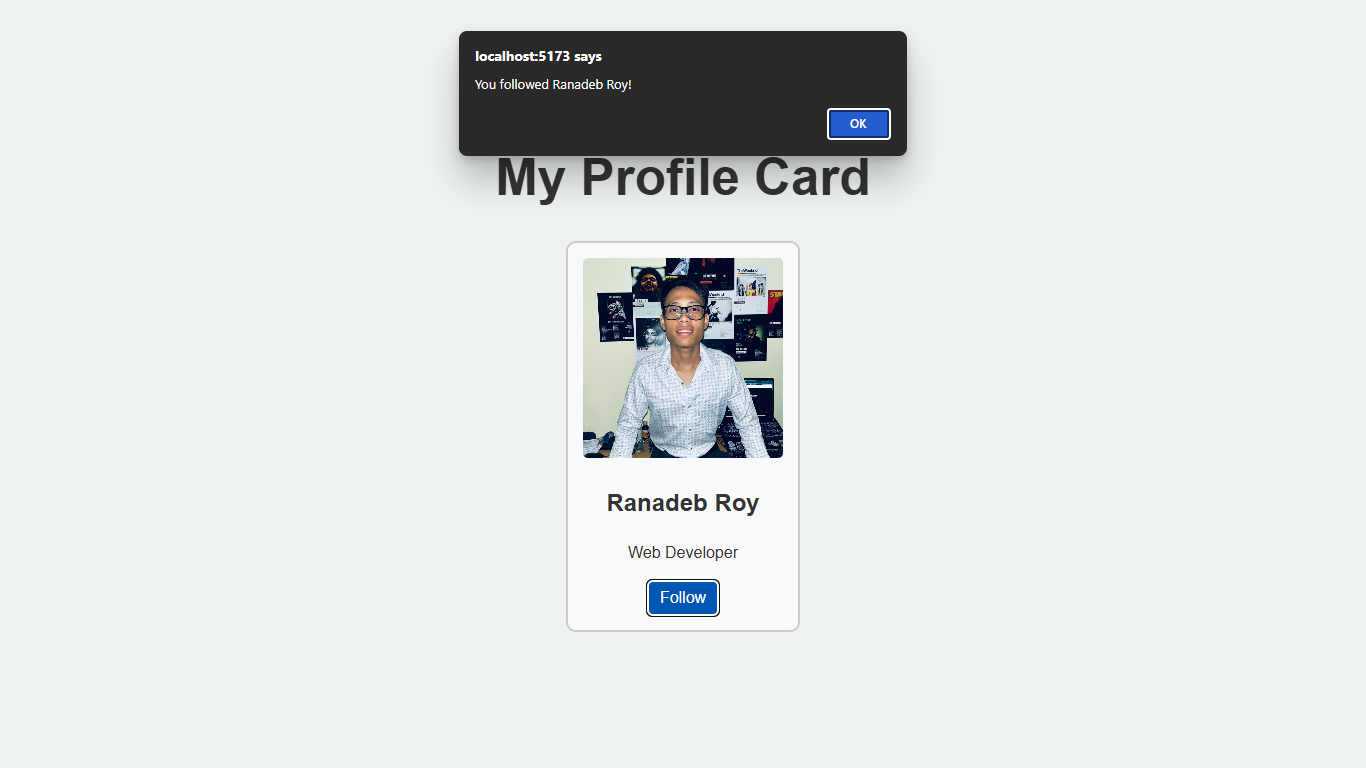 localhost:5173 says
You followed Ranadeb Roy!
OK
My Profile Card
Ranadeb Roy
Web Developer
Follow